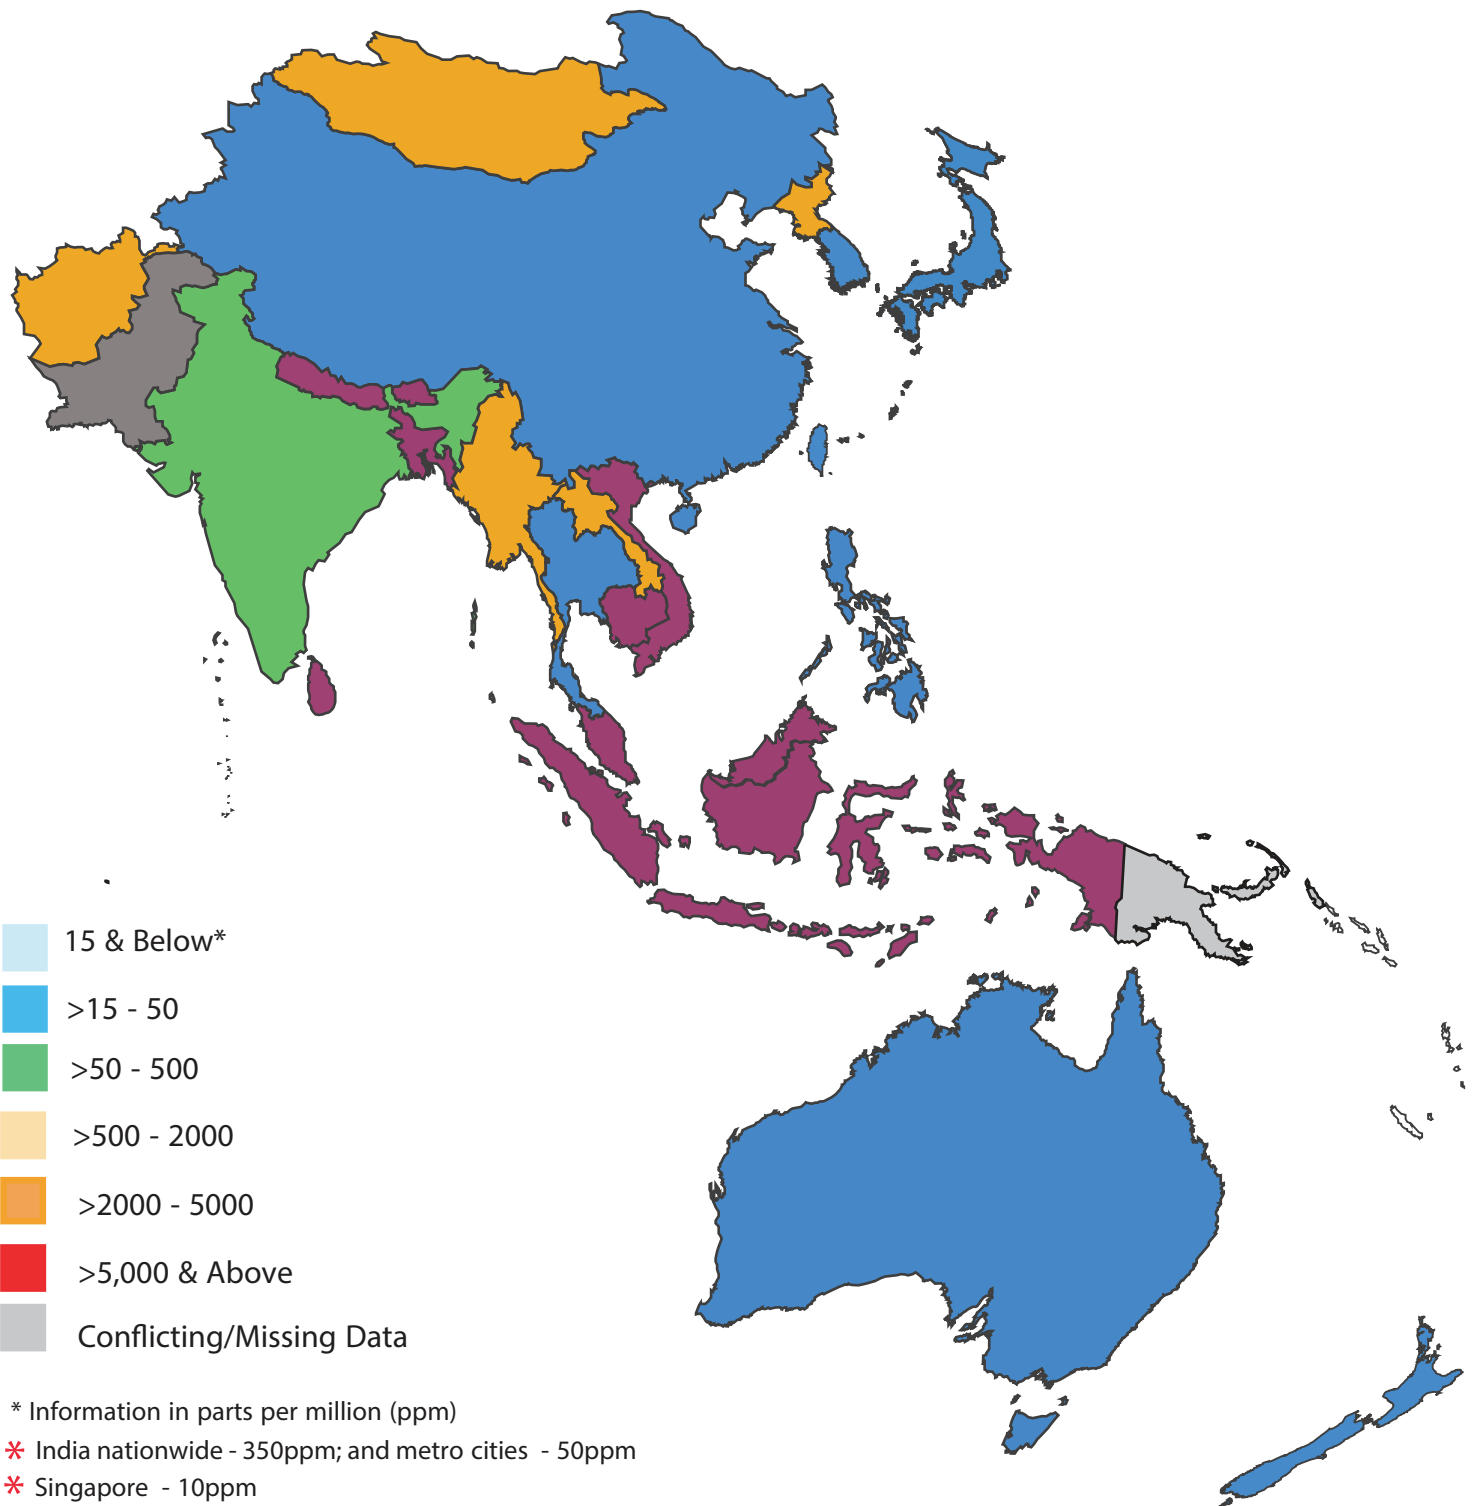 15 & Below*
>15 - 50
>50 - 500
>500 - 2000
>2000 - 5000
>5,000 & Above
Conflicting/Missing Data
* Information in parts per million (ppm)
* India nationwide - 350ppm; and metro cities - 50ppm
* Singapore - 10ppm